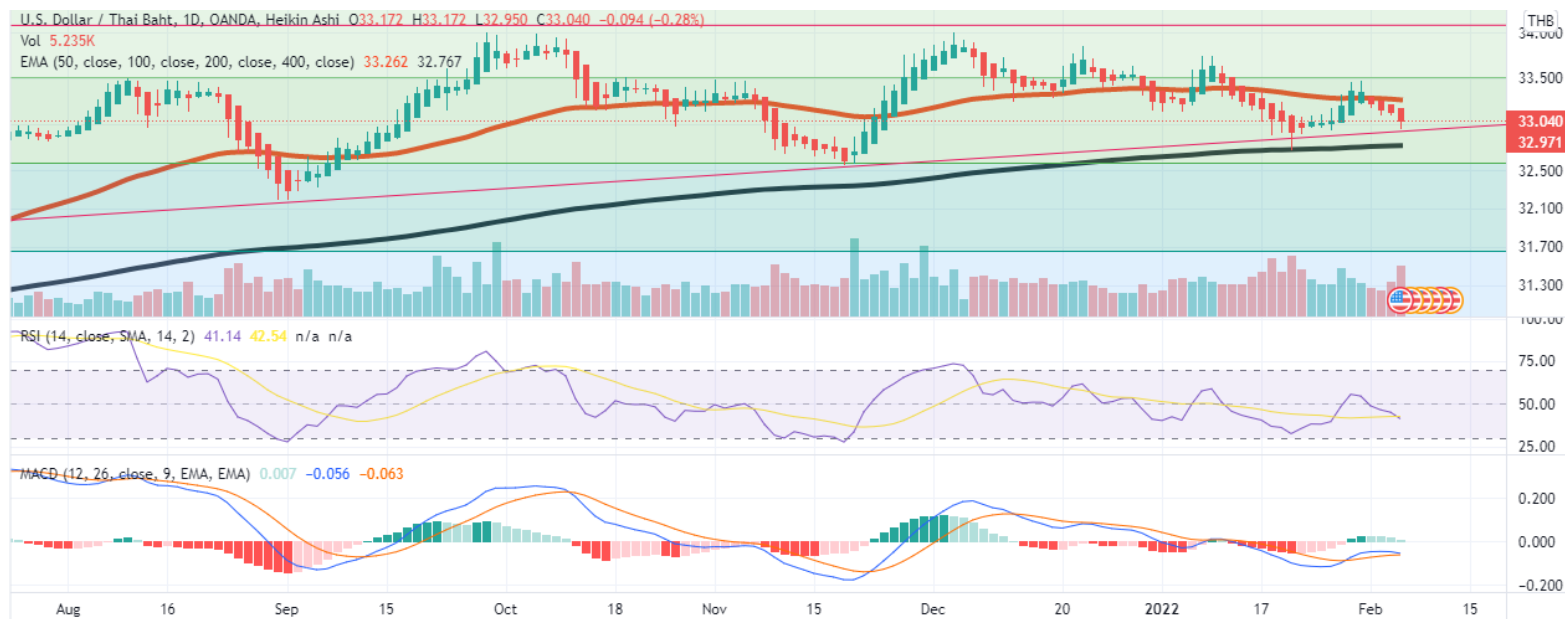 U.S. Dollar / Thai Baht, 1D, OANDA, Heikin Ashi O33.172 H33.172 L32.950 C33.040 −0.094 (−0.28%)
THB
Vol 5.235K
34.000
EMA (50, close, 100, close, 200, close, 400, close) 33.262 32.767
33.500
33.040
32.971
32.500
32.100
31.700
31.300
100.00
RSI (14, close, SMA, 14, 2) 41.14 42.54 n/a n/a
75.00
50.00
25.00
MACD (12, 26, close, 9, EMA, EMA) 0.007 −0.056 −0.063
0.200
0.000
−0.200
Aug 16 Sep 15 Oct 18 Nov 15 Dec 20 2022 17 Feb 15